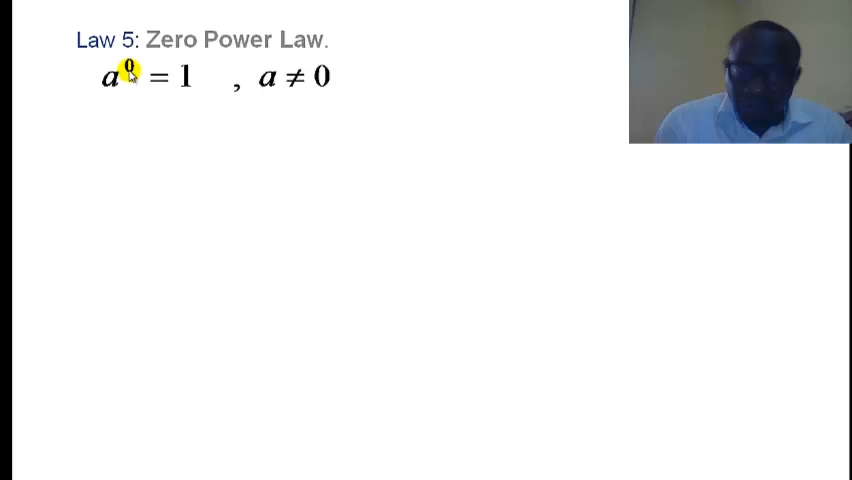 Law 5: Zero Power Law.
a⁰ = 1 , a ≠ 0